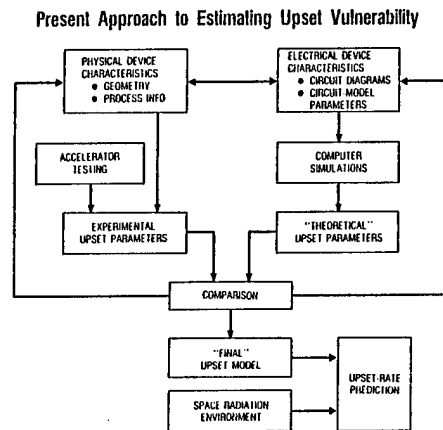 Present Approach to Estimating Upset Vulnerability
PHYSICAL DEVICE
CHARACTERISTICS
● GEOMETRY
● PROCESS INFO
ELECTRICAL DEVICE
CHARACTERISTICS
● CIRCUIT DIAGRAMS
● CIRCUIT-MODEL
PARAMETERS
ACCELERATOR
TESTING
COMPUTER
SIMULATIONS
EXPERIMENTAL
UPSET PARAMETERS
"THEORETICAL"
UPSET PARAMETERS
COMPARISON
"FINAL"
UPSET MODEL
SPACE RADIATION
ENVIRONMENT
UPSET-RATE
PREDICTION